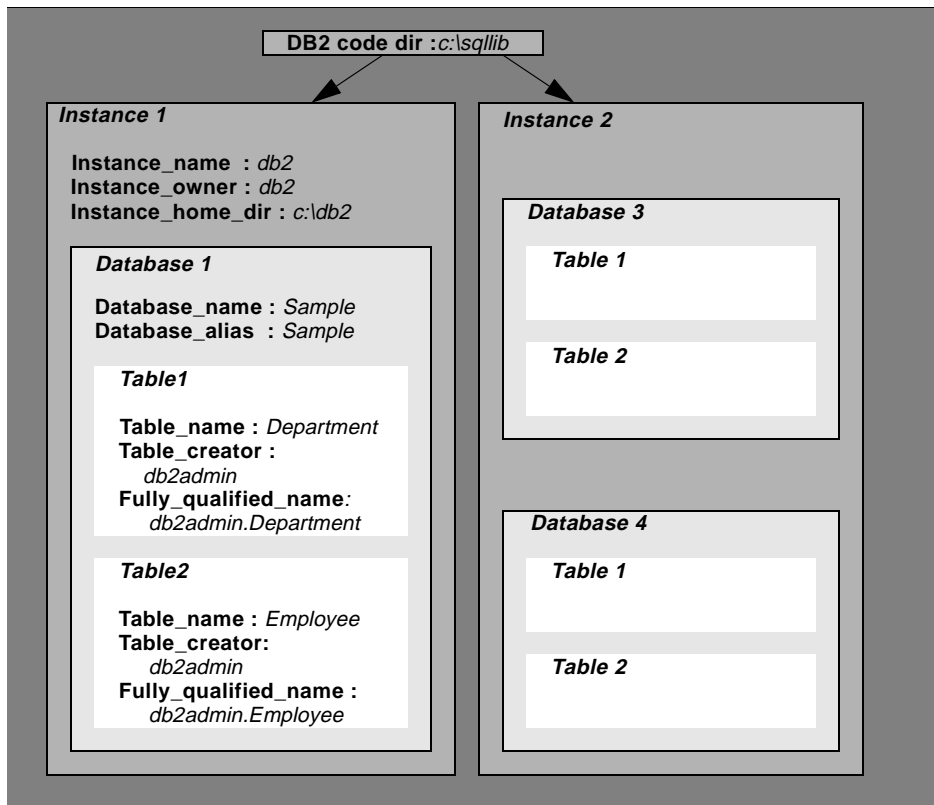 DB2 code dir :c:\sqllib
Instance 1
Instance_name : db2
Instance_owner : db2
Instance_home_dir : c:\db2
Database 1
Database_name : Sample
Database_alias : Sample
Table1
Table_name : Department
Table_creator :
db2admin
Fully_qualified_name:
db2admin.Department
Table2
Table_name : Employee
Table_creator:
db2admin
Fully_qualified_name :
db2admin.Employee
Instance 2
Database 3
Table 1
Table 2
Database 4
Table 1
Table 2